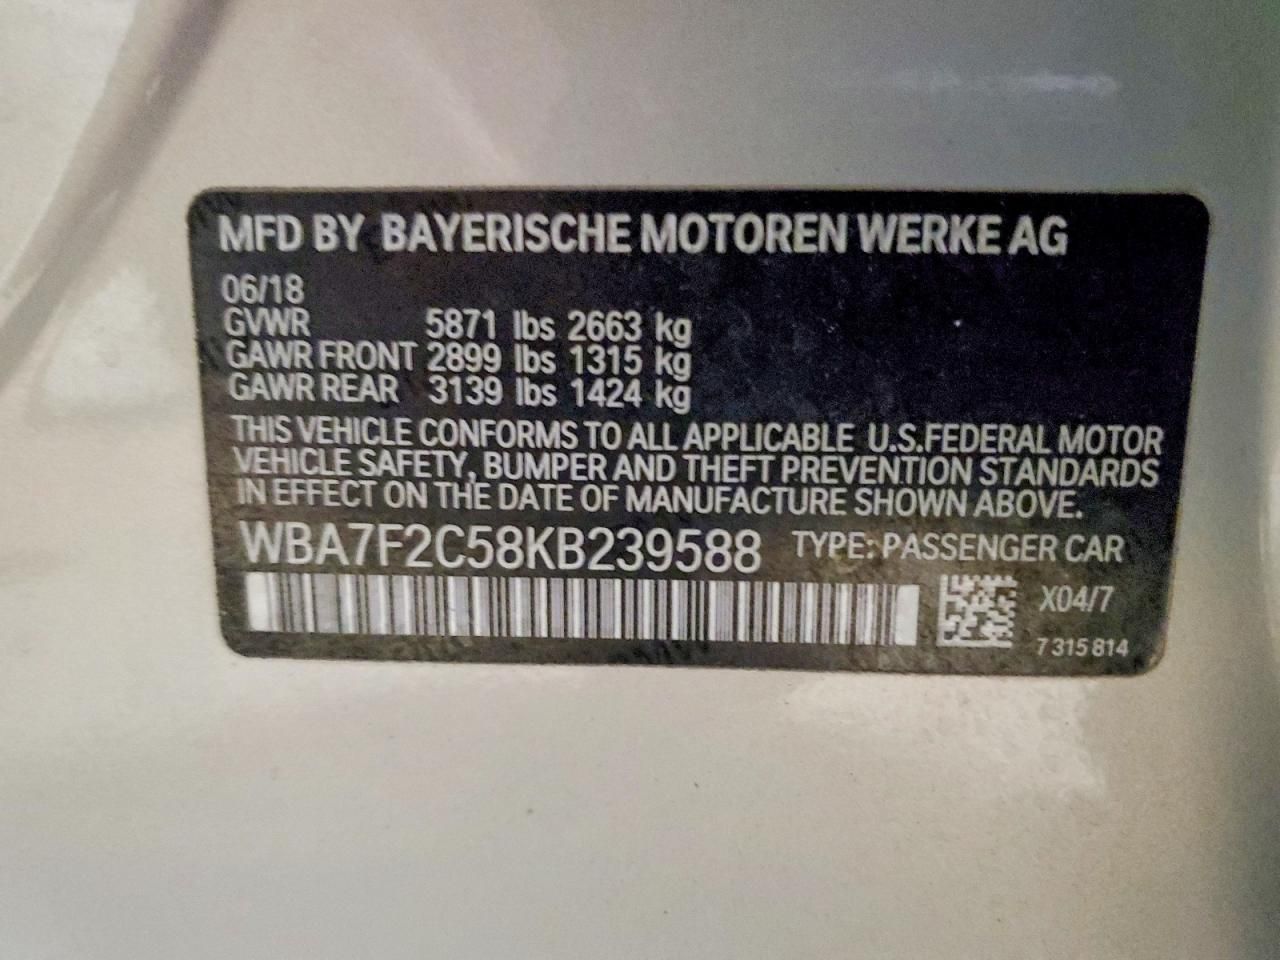 MFD BY BAYERISCHE MOTOREN WERKE AG
06/18
GVWR 5871 lbs 2663 kg
GAWR FRONT 2899 lbs 1315 kg
GAWR REAR 3139 lbs 1424 kg
THIS VEHICLE CONFORMS TO ALL APPLICABLE U.S.FEDERAL MOTOR
VEHICLE SAFETY, BUMPER AND THEFT PREVENTION STANDARDS
IN EFFECT ON THE DATE OF MANUFACTURE SHOWN ABOVE.
WBA7F2C58KB239588 TYPE: PASSENGER CAR
X04/7
7 315 814